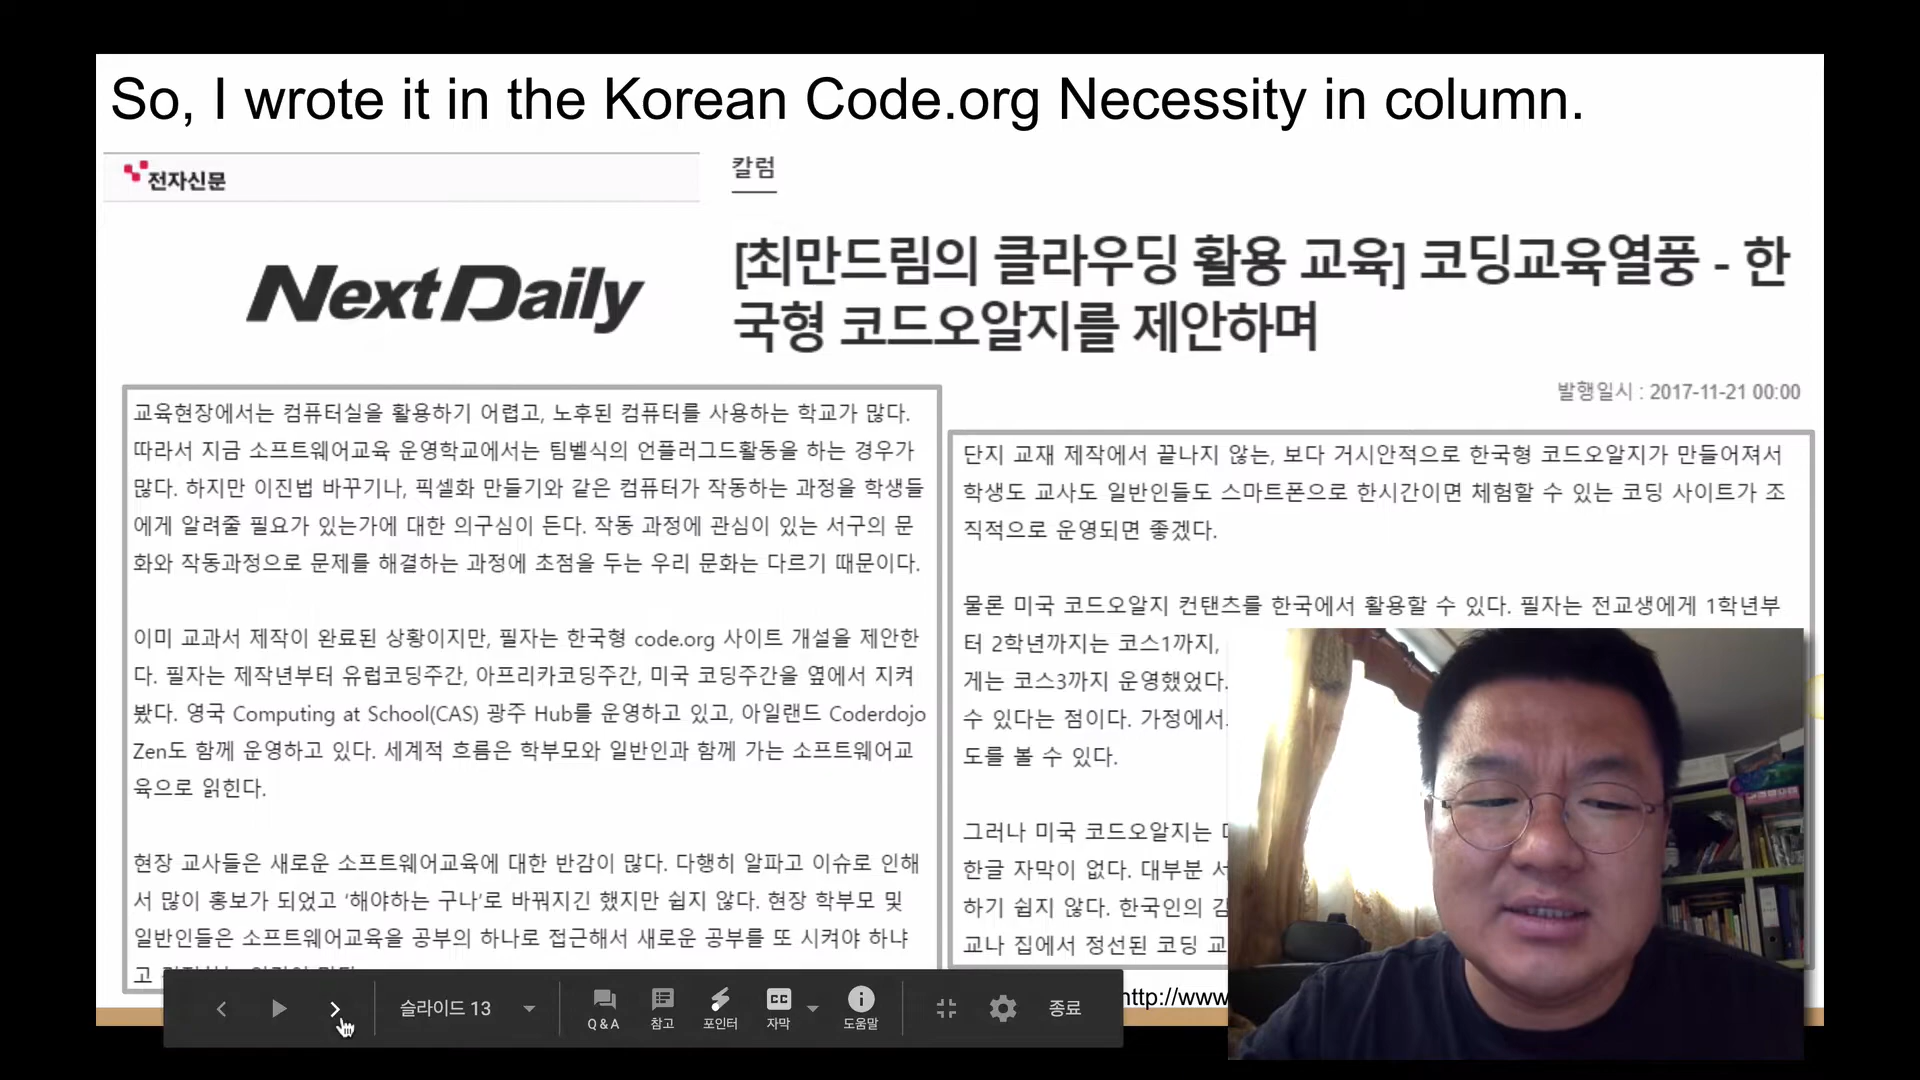 So, I wrote it in the Korean Code.org Necessity in column.
전자신문
NextDaily
칼럼
[최만드림의 클라우딩 활용 교육] 코딩교육열풍 - 한
국형 코드오알지를 제안하며
발행일시 : 2017-11-21 00:00
교육현장에서는 컴퓨터실을 활용하기 어렵고, 노후된 컴퓨터를 사용하는 학교가 많다.
따라서 지금 소프트웨어교육 운영학교에서는 팀벨식의 언플러그드활동을 하는 경우가
많다. 하지만 이진법 바꾸기나, 픽셀화 만들기와 같은 컴퓨터가 작동하는 과정을 학생들
에게 알려줄 필요가 있는가에 대한 의구심이 든다. 작동 과정에 관심이 있는 서구의 문
화와 작동과정으로 문제를 해결하는 과정에 초점을 두는 우리 문화는 다르기 때문이다.
이미 교과서 제작이 완료된 상황이지만, 필자는 한국형 code.org 사이트 개설을 제안한
다. 필자는 제작년부터 유럽코딩주간, 아프리카코딩주간, 미국 코딩주간을 옆에서 지켜
봤다. 영국 Computing at School(CAS) 광주 Hub를 운영하고 있고, 아일랜드 Coderdojo
Zen도 함께 운영하고 있다. 세계적 흐름은 학부모와 일반인과 함께 가는 소프트웨어교
육으로 읽힌다.
현장 교사들은 새로운 소프트웨어교육에 대한 반감이 많다. 다행히 알파고 이슈로 인해
서 많이 홍보가 되었고 '해야하는 구나'로 바꿔지긴 했지만 쉽지 않다. 현장 학부모 및
일반인들은 소프트웨어교육을 공부의 하나로 접근해서 새로운 공부를 또 시켜야 하냐
고
단지 교재 제작에서 끝나지 않는, 보다 거시안적으로 한국형 코드오알지가 만들어져서
학생도 교사도 일반인들도 스마트폰으로 한시간이면 체험할 수 있는 코딩 사이트가 조
직적으로 운영되면 좋겠다.
물론 미국 코드오알지 컨탠츠를 한국에서 활용할 수 있다. 필자는 전교생에게 1학년부
터 2학년까지는 코스1까지,
게는 코스3까지 운영했었다.
수 있다는 점이다. 가정에서
도를 볼 수 있다.
그러나 미국 코드오알지는
한글 자막이 없다. 대부분 서
하기 쉽지 않다. 한국인의 김
교나 집에서 정선된 코딩 교
http://www
슬라이드 13
Q & A
참고
포인터
CC
자막
도움말
종료